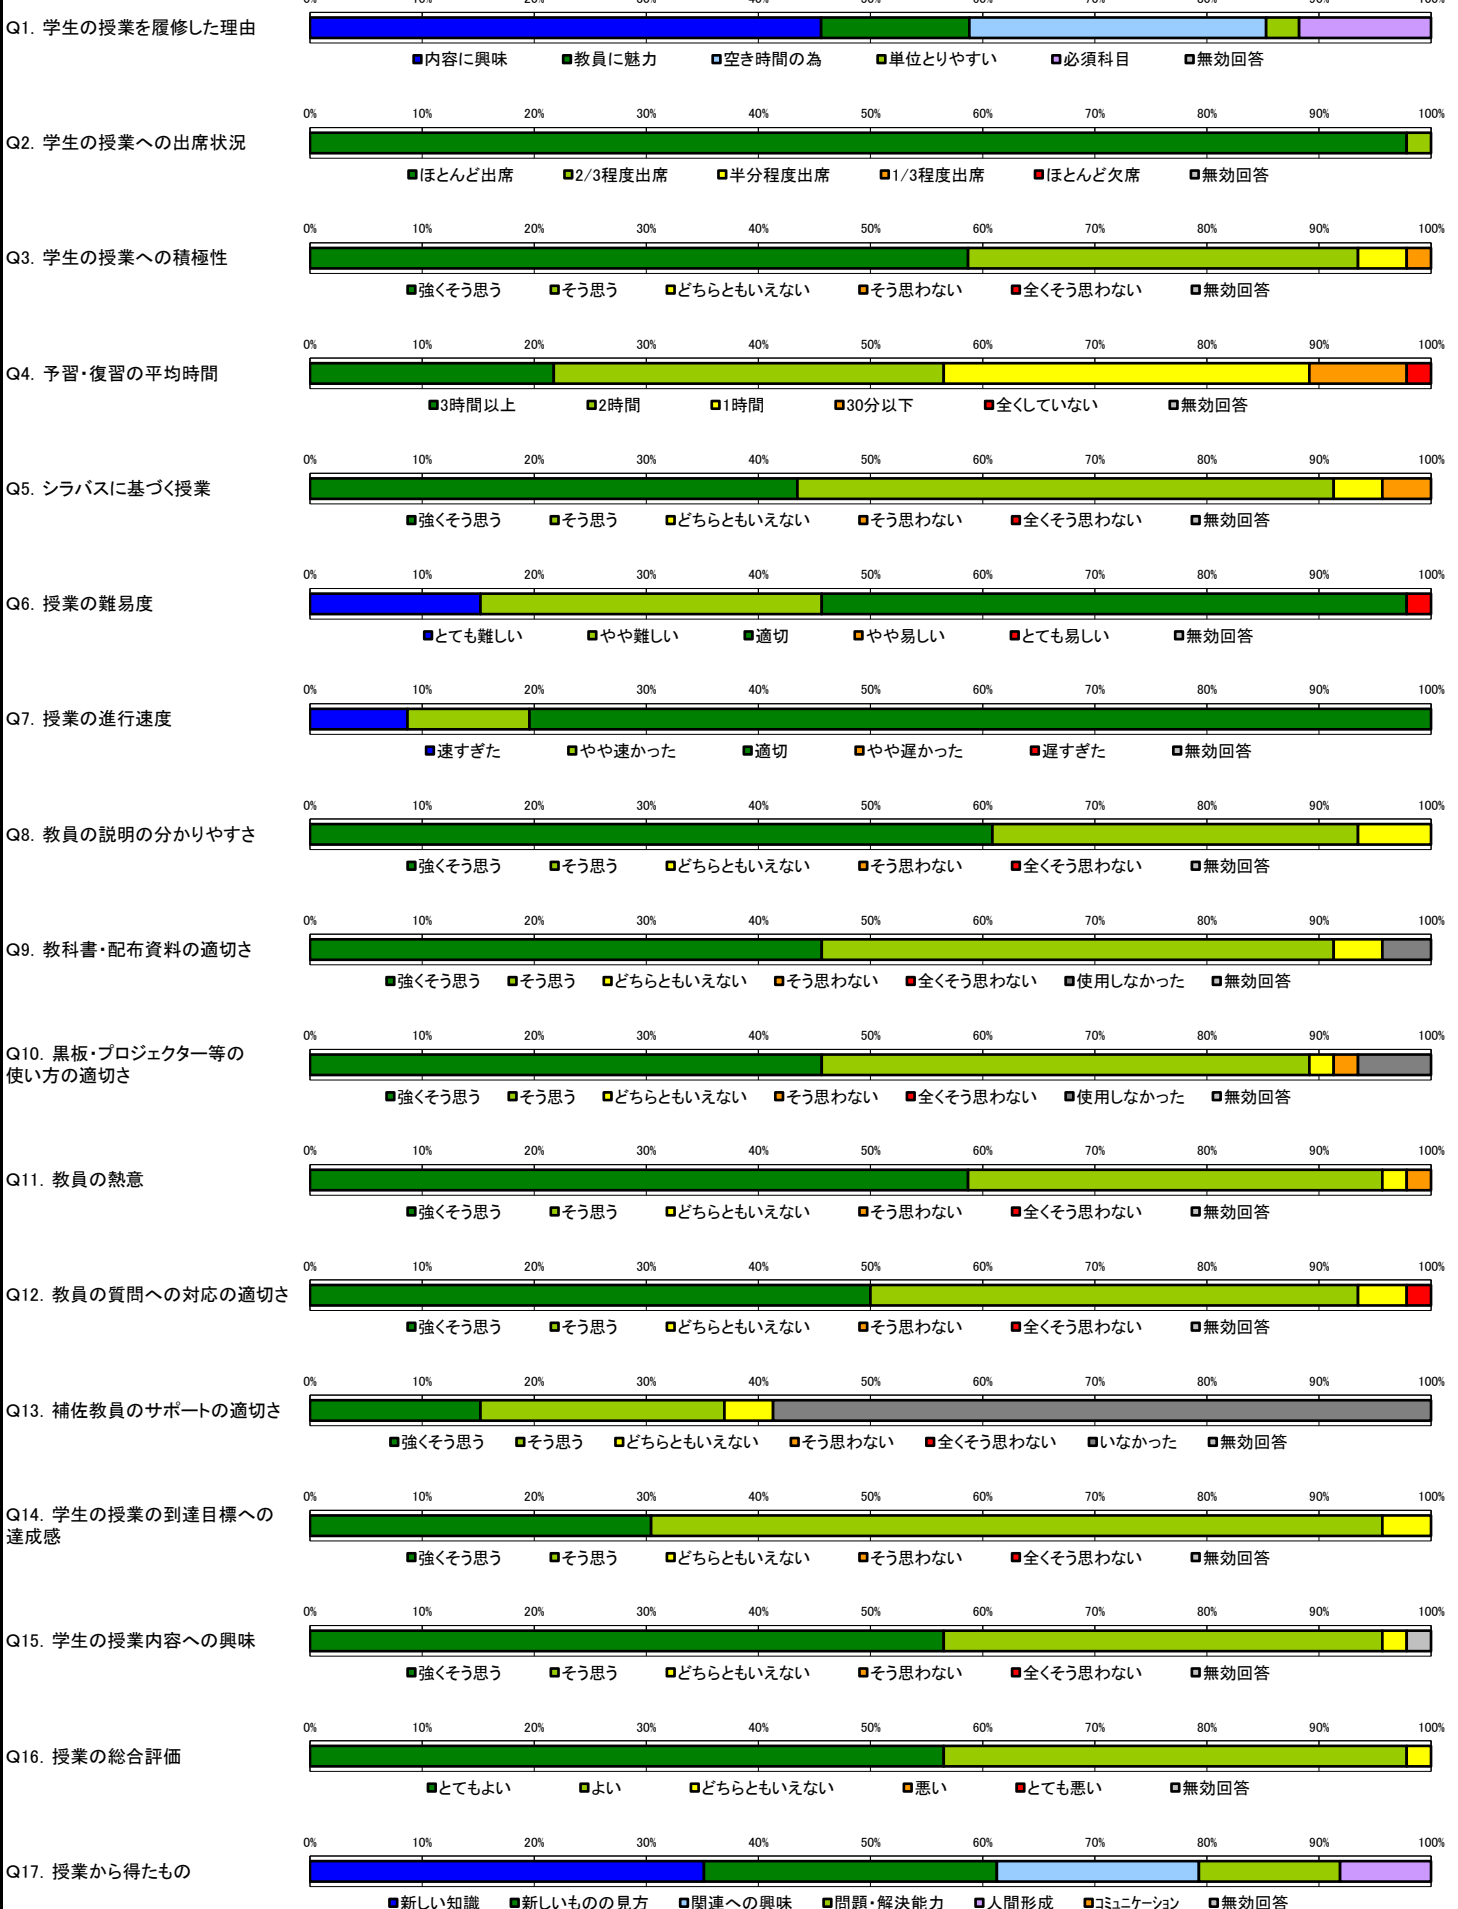 0% 10% 20% 30% 40% 50% 60% 70% 80% 90% 100%
Q1. 学生の授業を履修した理由
内容に興味 教員に魅力 空き時間の為 単位とりやすい 必須科目 無効回答
0% 10% 20% 30% 40% 50% 60% 70% 80% 90% 100%
Q2. 学生の授業への出席状況
ほとんど出席 2/3程度出席 半分程度出席 1/3程度出席 ほとんど欠席 無効回答
0% 10% 20% 30% 40% 50% 60% 70% 80% 90% 100%
Q3. 学生の授業への積極性
強くそう思う そう思う どちらともいえない そう思わない 全くそう思わない 無効回答
0% 10% 20% 30% 40% 50% 60% 70% 80% 90% 100%
Q4. 予習・復習の平均時間
3時間以上 2時間 1時間 30分以下 全くしていない 無効回答
0% 10% 20% 30% 40% 50% 60% 70% 80% 90% 100%
Q5. シラバスに基づく授業
強くそう思う そう思う どちらともいえない そう思わない 全くそう思わない 無効回答
0% 10% 20% 30% 40% 50% 60% 70% 80% 90% 100%
Q6. 授業の難易度
とても難しい やや難しい 適切 やや易しい とても易しい 無効回答
0% 10% 20% 30% 40% 50% 60% 70% 80% 90% 100%
Q7. 授業の進行速度
速すぎた やや速かった 適切 やや遅かった 遅すぎた 無効回答
0% 10% 20% 30% 40% 50% 60% 70% 80% 90% 100%
Q8. 教員の説明の分かりやすさ
強くそう思う そう思う どちらともいえない そう思わない 全くそう思わない 無効回答
0% 10% 20% 30% 40% 50% 60% 70% 80% 90% 100%
Q9. 教科書・配布資料の適切さ
強くそう思う そう思う どちらともいえない そう思わない 全くそう思わない 使用しなかった 無効回答
0% 10% 20% 30% 40% 50% 60% 70% 80% 90% 100%
Q10. 黒板・プロジェクター等の
使い方の適切さ
強くそう思う そう思う どちらともいえない そう思わない 全くそう思わない 使用しなかった 無効回答
0% 10% 20% 30% 40% 50% 60% 70% 80% 90% 100%
Q11. 教員の熱意
強くそう思う そう思う どちらともいえない そう思わない 全くそう思わない 無効回答
0% 10% 20% 30% 40% 50% 60% 70% 80% 90% 100%
Q12. 教員の質問への対応の適切さ
強くそう思う そう思う どちらともいえない そう思わない 全くそう思わない 無効回答
0% 10% 20% 30% 40% 50% 60% 70% 80% 90% 100%
Q13. 補佐教員のサポートの適切さ
強くそう思う そう思う どちらともいえない そう思わない 全くそう思わない いなかった 無効回答
0% 10% 20% 30% 40% 50% 60% 70% 80% 90% 100%
Q14. 学生の授業の到達目標への
達成感
強くそう思う そう思う どちらともいえない そう思わない 全くそう思わない 無効回答
0% 10% 20% 30% 40% 50% 60% 70% 80% 90% 100%
Q15. 学生の授業内容への興味
強くそう思う そう思う どちらともいえない そう思わない 全くそう思わない 無効回答
0% 10% 20% 30% 40% 50% 60% 70% 80% 90% 100%
Q16. 授業の総合評価
とてもよい よい どちらともいえない 悪い とても悪い 無効回答
0% 10% 20% 30% 40% 50% 60% 70% 80% 90% 100%
Q17. 授業から得たもの
新しい知識 新しいものの見方 関連への興味 問題・解決能力 人間形成 コミュニケーション 無効回答